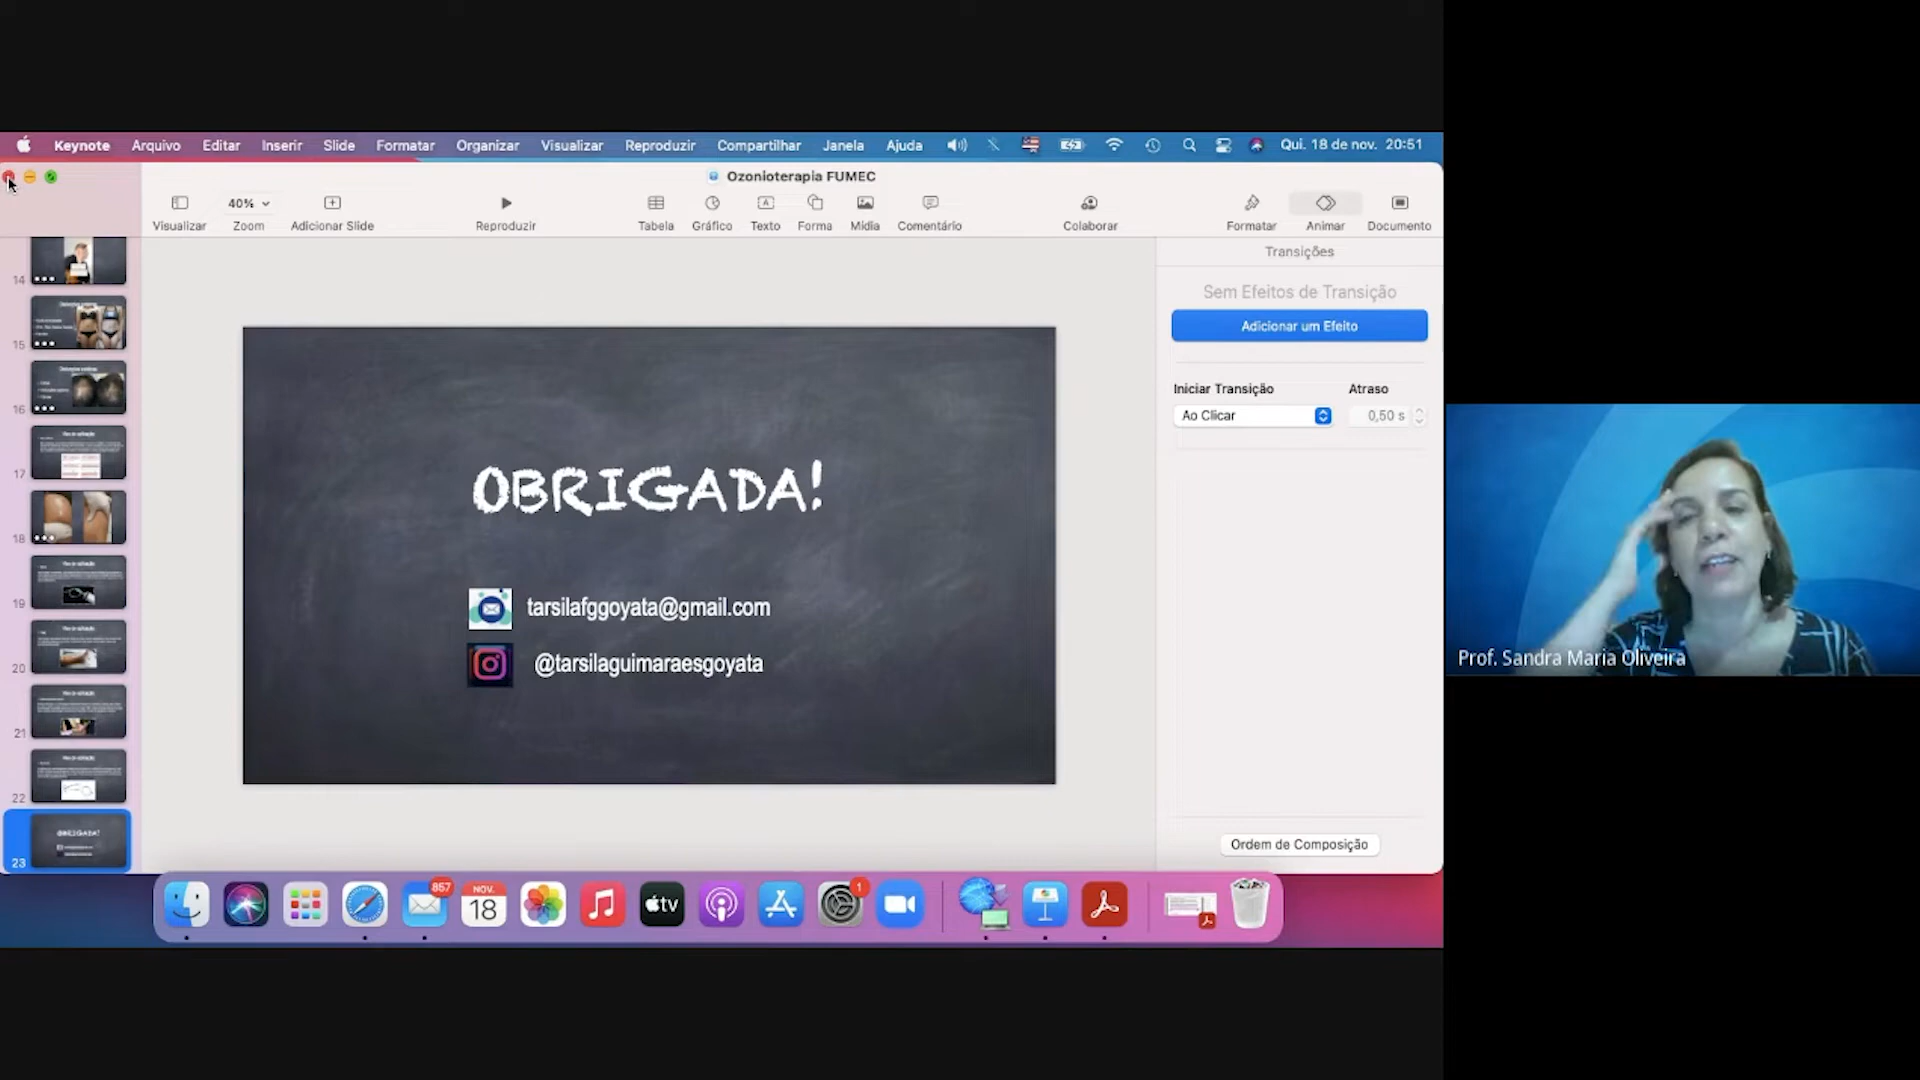 Keynote Arquivo Editar Inserir Slide Formatar Organizar Visualizar Reproduzir Compartilhar Janela Ajuda Qui. 18 de nov. 20:51
Ozonioterapia FUMEC
40%
Visualizar Zoom Adicionar Slide Reproduzir Tabela Gráfico Texto Forma Mídia Comentário Colaborar Formatar Animar Documento
Transições
Sem Efeitos de Transição
Adicionar um Efeito
Iniciar Transição Atraso
Ao Clicar 0,50 s
OBRIGADA!
tarsilafggoyata@gmail.com
@tarsilaguimaraesgoyata
Ordem de Composição
14
15
16
17
18
19
20
21
22
OBRIGADA!
23
Prof. Sandra Maria Oliveira
857
NOV.
18
tv
1